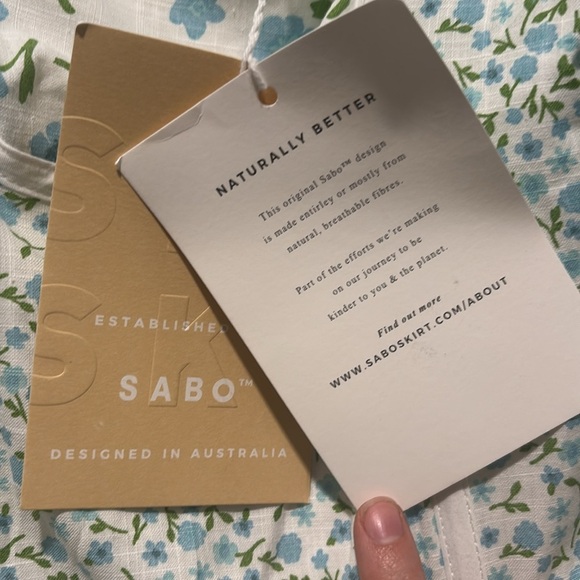 NATURALLY BETTER
This original Sabo™ design
is made entirley or mostly from
natural, breathable fibres.
Part of the efforts we're making
on our journey to be
kinder to you & the planet.
Find out more
WWW.SABOSKIRT.COM/ABOUT
S
SK
ESTABLISHED
SABO™
DESIGNED IN AUSTRALIA